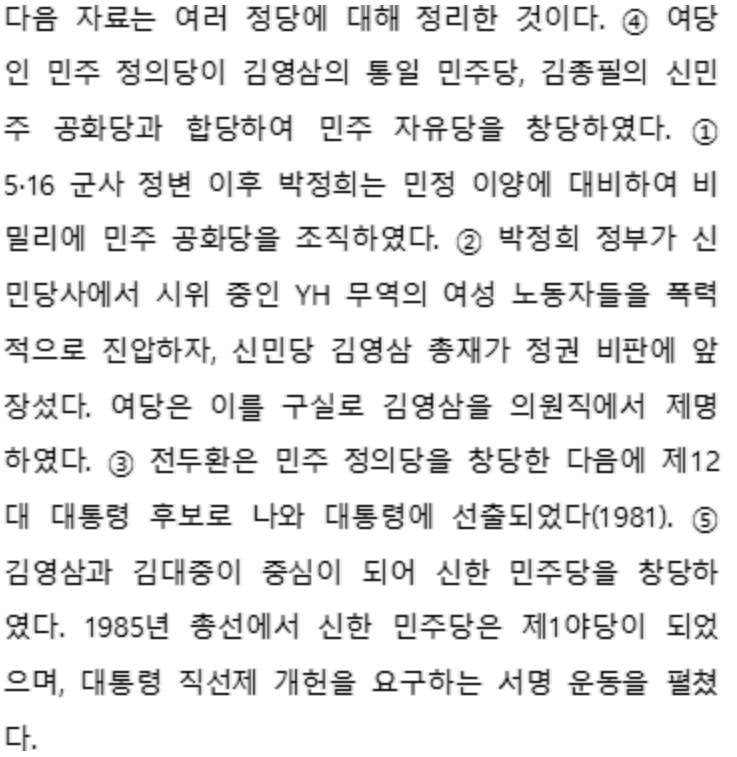 다음 자료는 여러 정당에 대해 정리한 것이다. ④ 여당
인 민주 정의당이 김영삼의 통일 민주당, 김종필의 신민
주 공화당과 합당하여 민주 자유당을 창당하였다. ①
5·16 군사 정변 이후 박정희는 민정 이양에 대비하여 비
밀리에 민주 공화당을 조직하였다. ② 박정희 정부가 신
민당사에서 시위 중인 YH 무역의 여성 노동자들을 폭력
적으로 진압하자, 신민당 김영삼 총재가 정권 비판에 앞
장섰다. 여당은 이를 구실로 김영삼을 의원직에서 제명
하였다. ③ 전두환은 민주 정의당을 창당한 다음에 제12
대 대통령 후보로 나와 대통령에 선출되었다(1981). ⑤
김영삼과 김대중이 중심이 되어 신한 민주당을 창당하
였다. 1985년 총선에서 신한 민주당은 제1야당이 되었
으며, 대통령 직선제 개헌을 요구하는 서명 운동을 펼쳤
다.